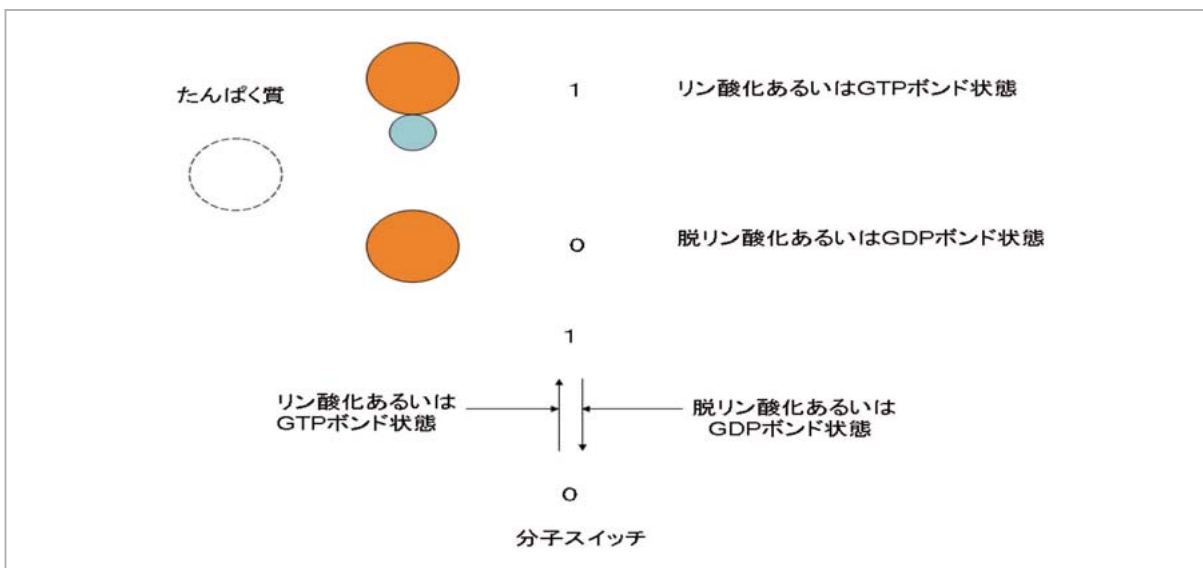 たんぱく質
1
リン酸化あるいはGTPボンド状態
0
脱リン酸化あるいはGDPボンド状態
1
リン酸化あるいは
GTPボンド状態
脱リン酸化あるいは
GDPボンド状態
0
分子スイッチ